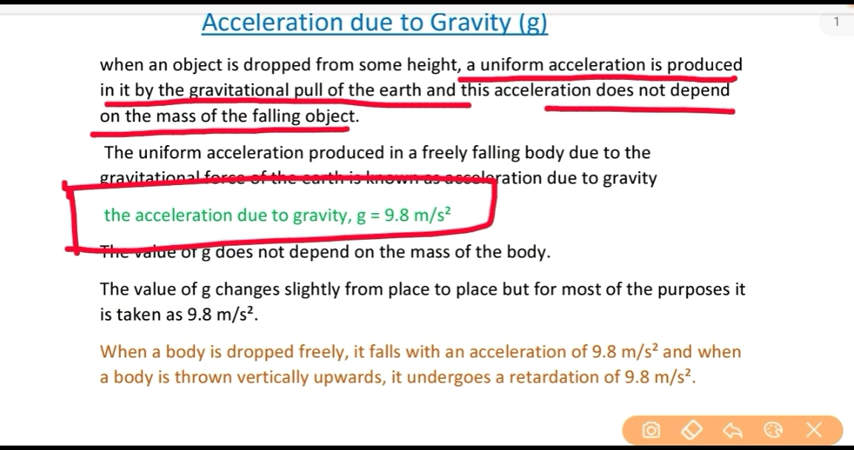 Acceleration due to Gravity (g)
1
when an object is dropped from some height, a uniform acceleration is produced
in it by the gravitational pull of the earth and this acceleration does not depend
on the mass of the falling object.
The uniform acceleration produced in a freely falling body due to the
gravitational force of the earth is known as acceleration due to gravity
the acceleration due to gravity, g = 9.8 m/s²
The value of g does not depend on the mass of the body.
The value of g changes slightly from place to place but for most of the purposes it
is taken as 9.8 m/s².
When a body is dropped freely, it falls with an acceleration of 9.8 m/s² and when
a body is thrown vertically upwards, it undergoes a retardation of 9.8 m/s².